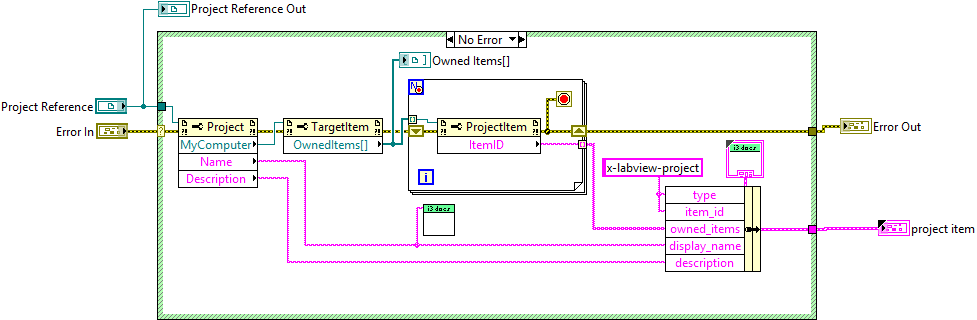 Project Reference Out
No Error
Owned Items[]
N
Project Reference
Error In
?
Project
MyComputer
Name
Description
TargetItem
OwnedItems[]
ProjectItem
ItemID
i
Error Out
i3 docs
x-labview-project
i3 docs
type
item_id
owned_items
display_name
description
project item